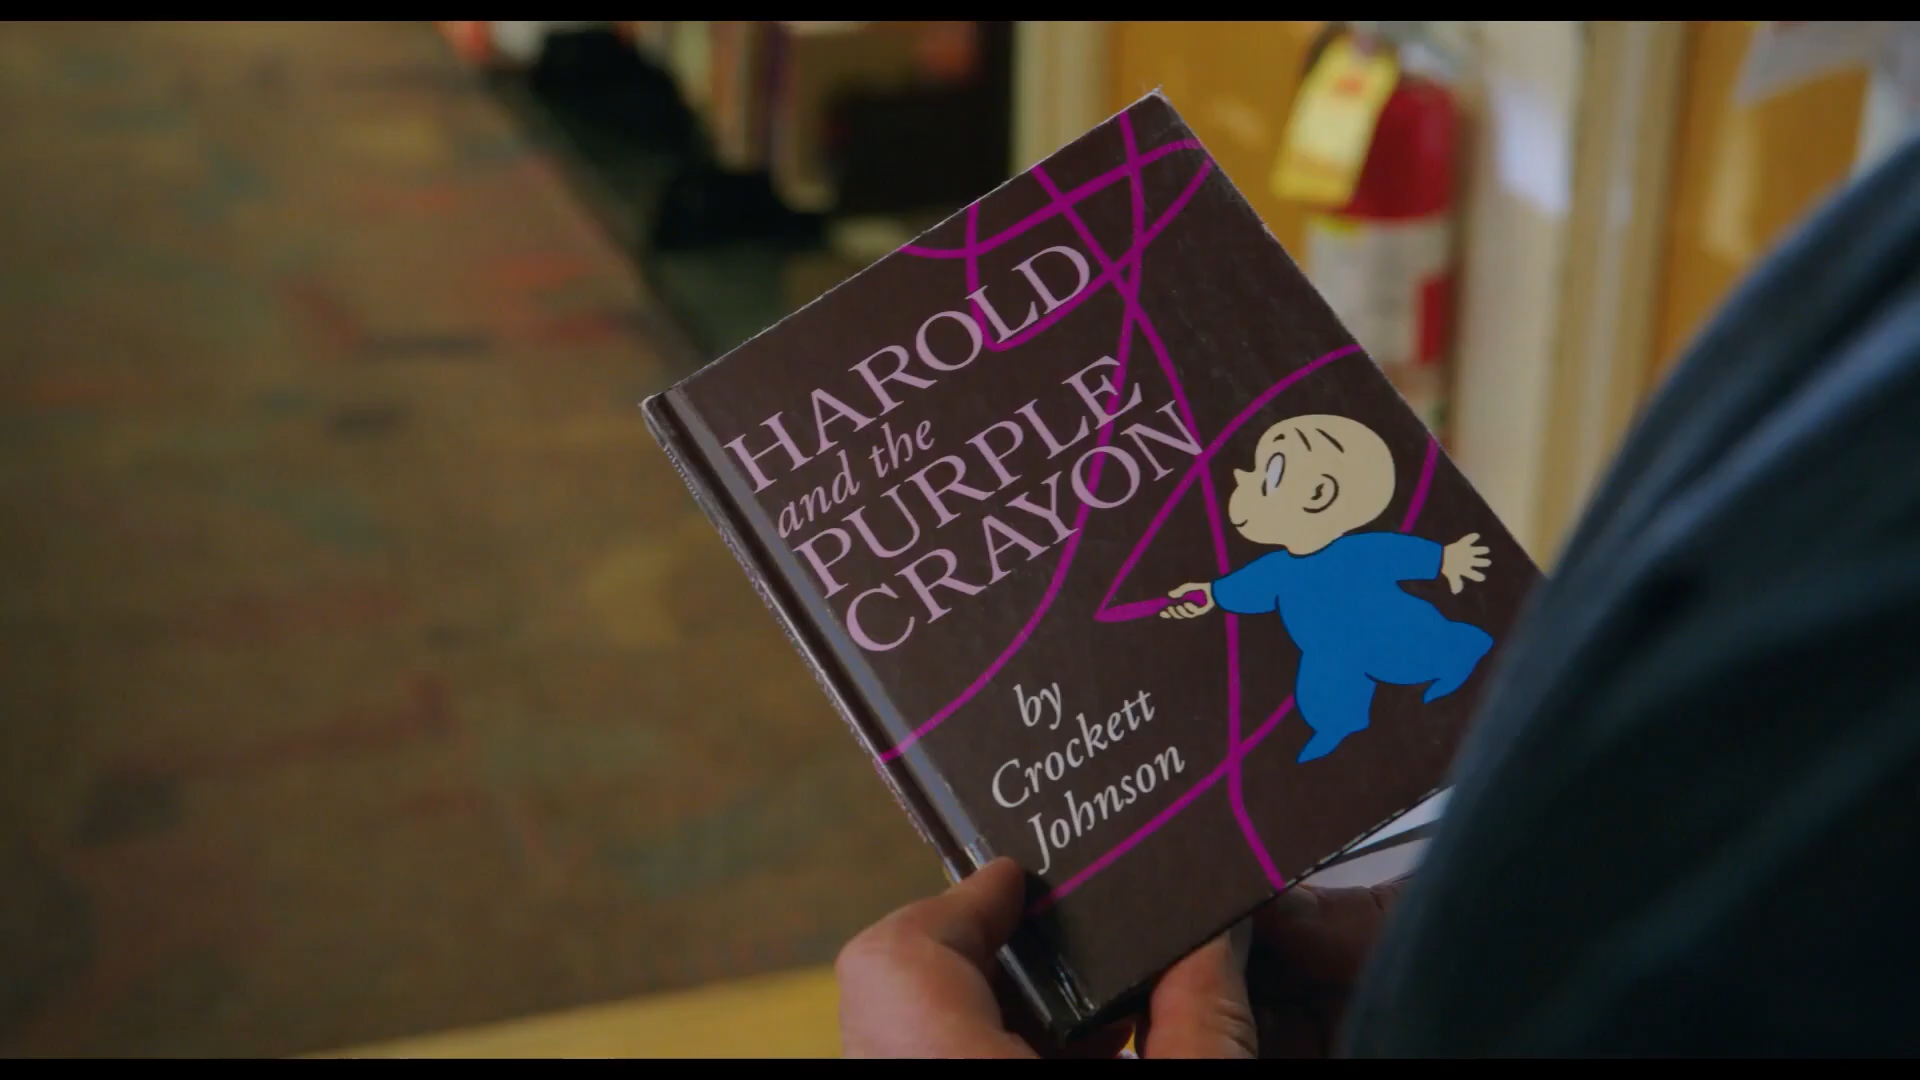 HAROLD
and the
PURPLE
CRAYON
by
Crockett
Johnson